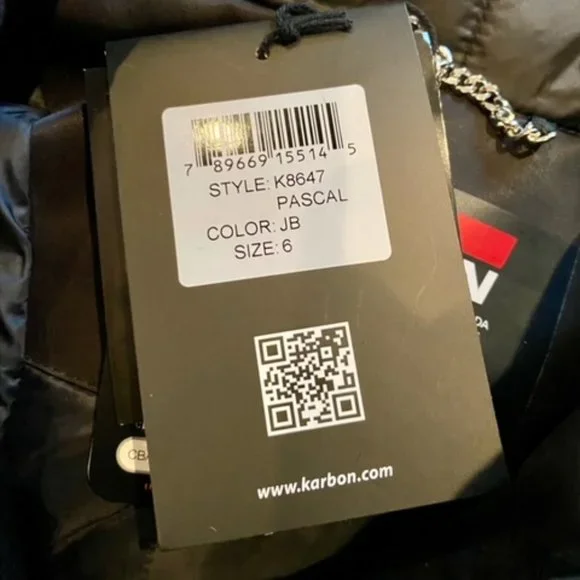 7 89669 15514 5
STYLE: K8647
PASCAL
COLOR: JB
SIZE: 6
www.karbon.com